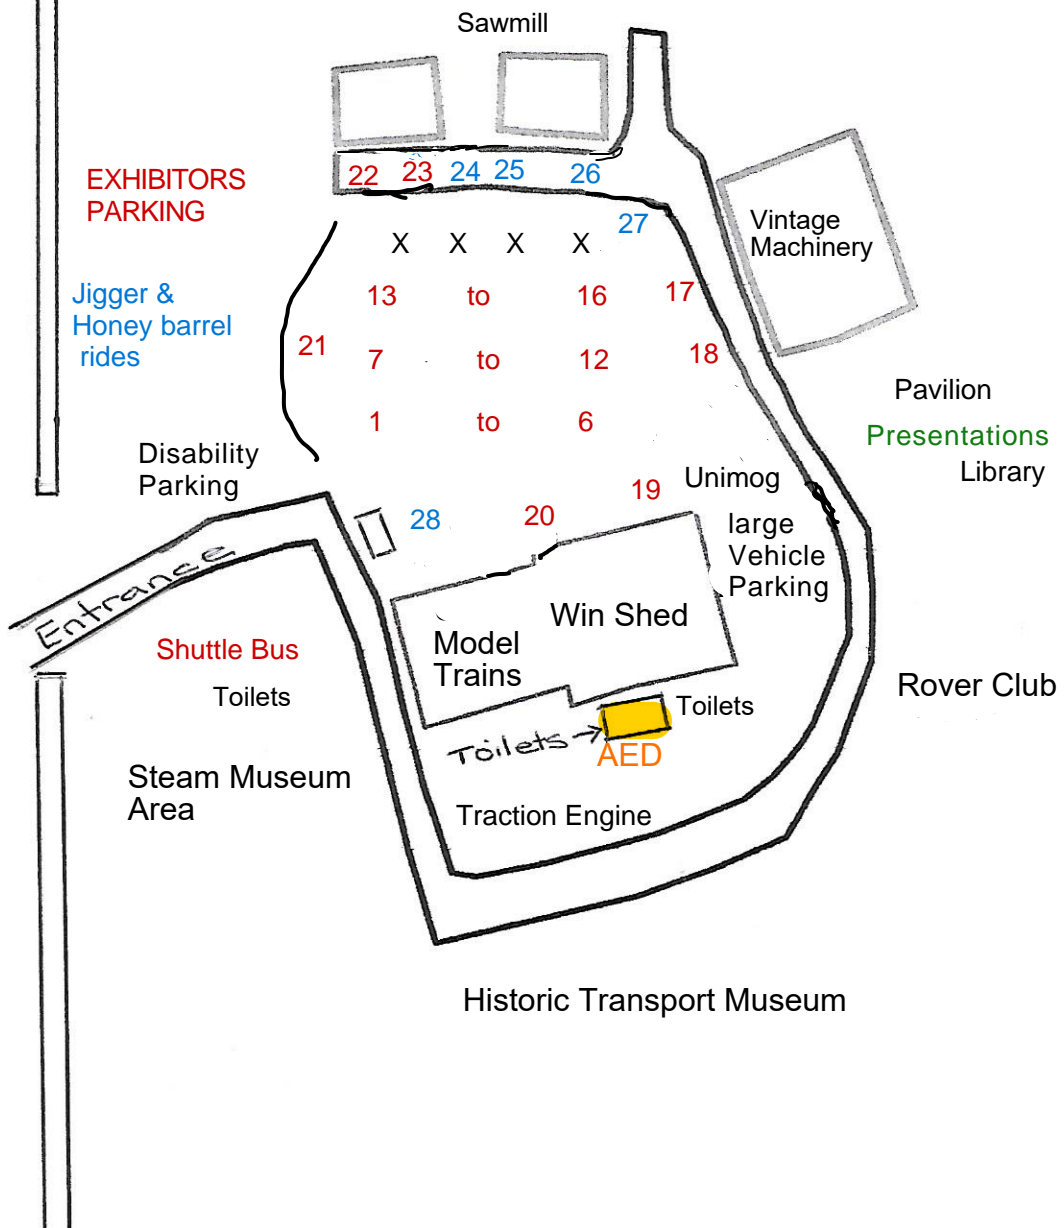 Sawmill
EXHIBITORS
PARKING
22 23 24 25 26
27
Vintage
Machinery
X X X X
Jigger &
Honey barrel
rides
13 to 16 17
21 7 to 12 18
1 to 6
Pavilion
Presentations
Library
Disability
Parking
Unimog
19
28 20
large
Vehicle
Parking
Entrance
Win Shed
Model
Trains
Shuttle Bus
Toilets
Rover Club
Toilets
Toilets
AED
Steam Museum
Area
Traction Engine
Historic Transport Museum